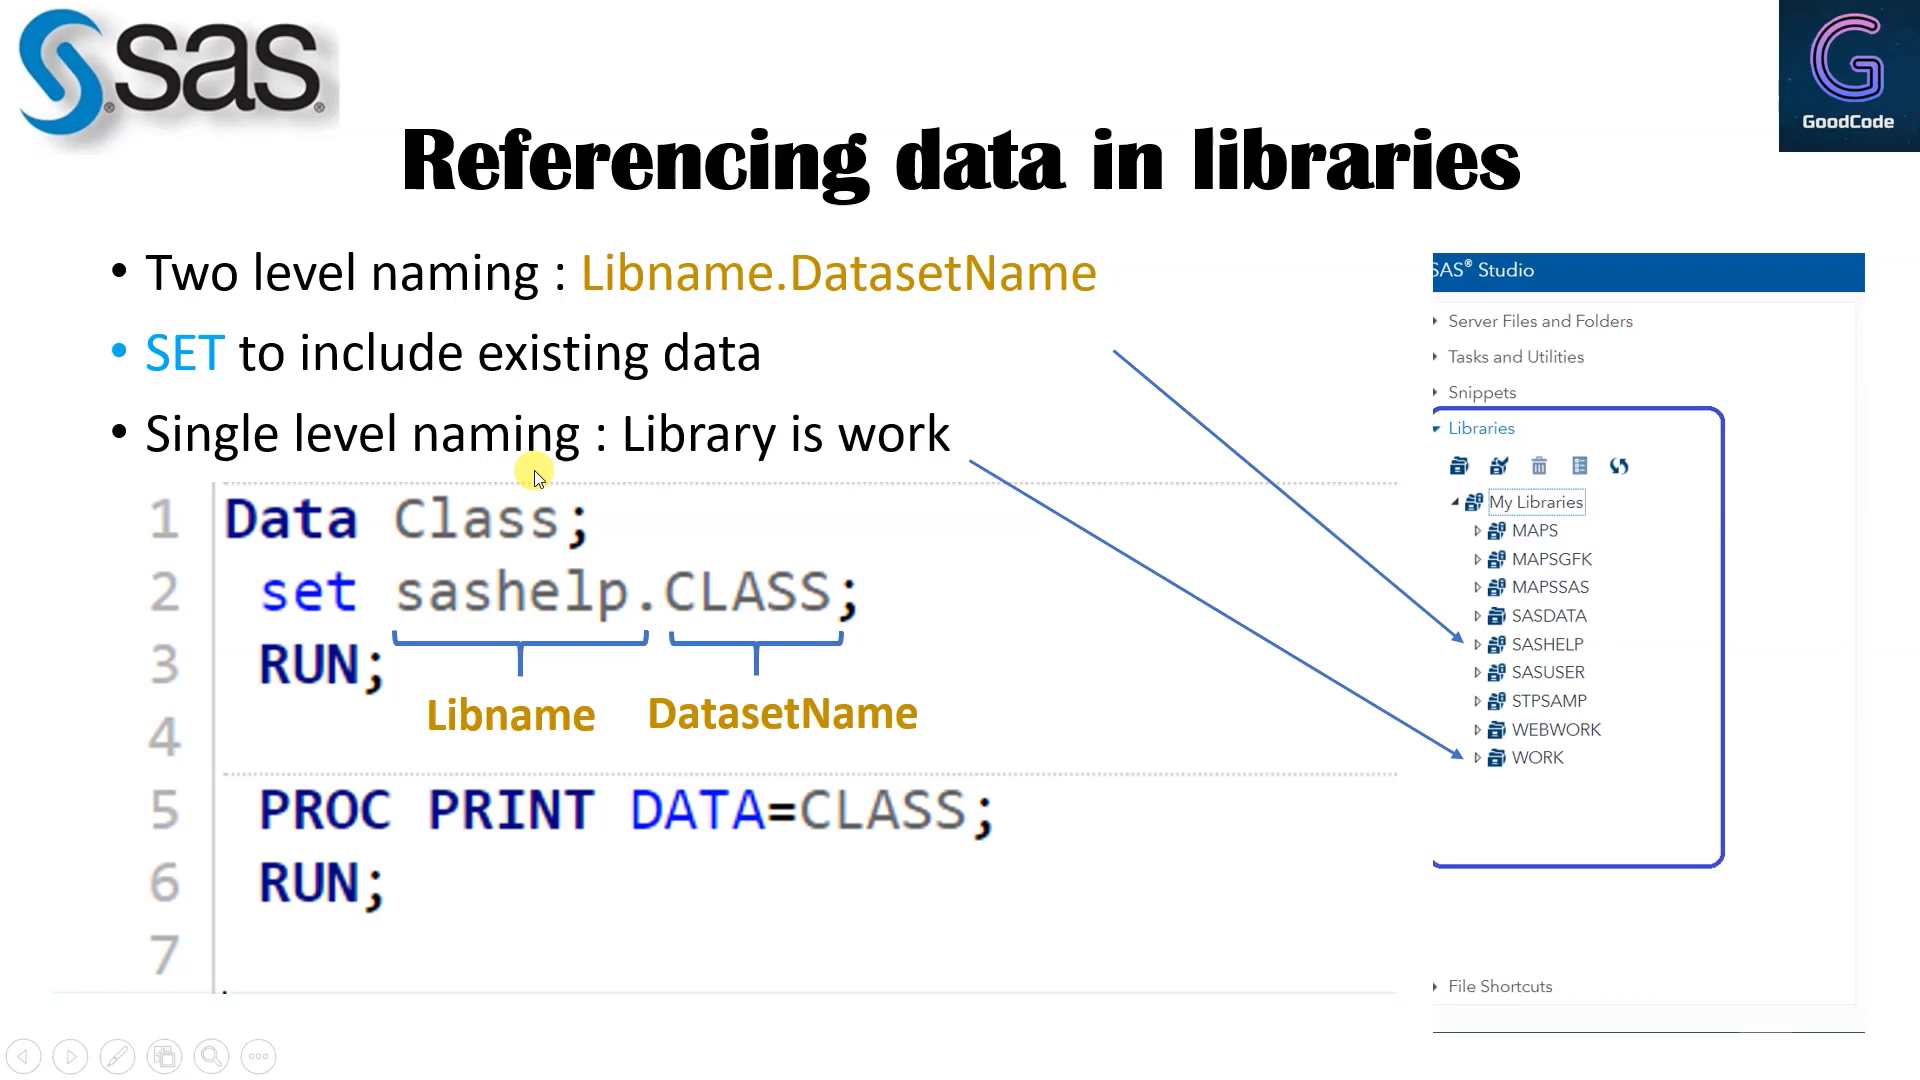 sas
GoodCode
Referencing data in libraries
• Two level naming : Libname.DatasetName
• SET to include existing data
• Single level naming : Library is work
1 Data Class;
2 set sashelp.CLASS;
3 RUN;
Libname DatasetName
4
5 PROC PRINT DATA=CLASS;
6 RUN;
7
SAS® Studio
Server Files and Folders
Tasks and Utilities
Snippets
Libraries
My Libraries
MAPS
MAPSGFK
MAPSSAS
SASDATA
SASHELP
SASUSER
STPSAMP
WEBWORK
WORK
File Shortcuts